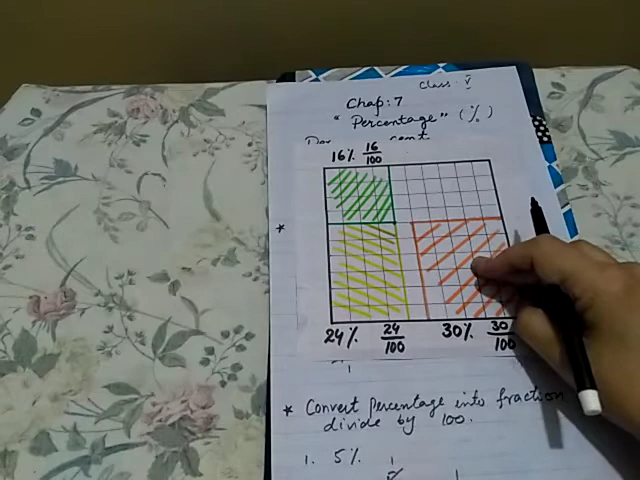 Class - V
Chap: 7
"Percentage" (%)
cent
16% 16/100
*
24% 24/100 30% 30/100
* Convert percentage into fraction
divide by 100.
1. 5%